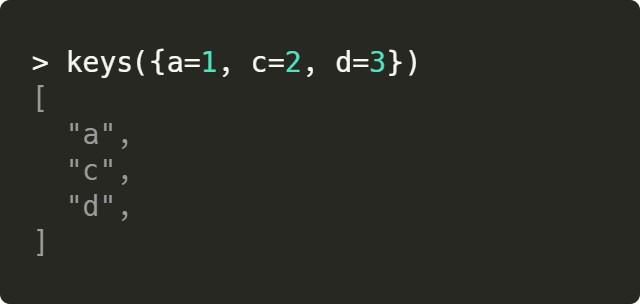 > keys({a=1, c=2, d=3})
[
  "a",
  "c",
  "d",
]